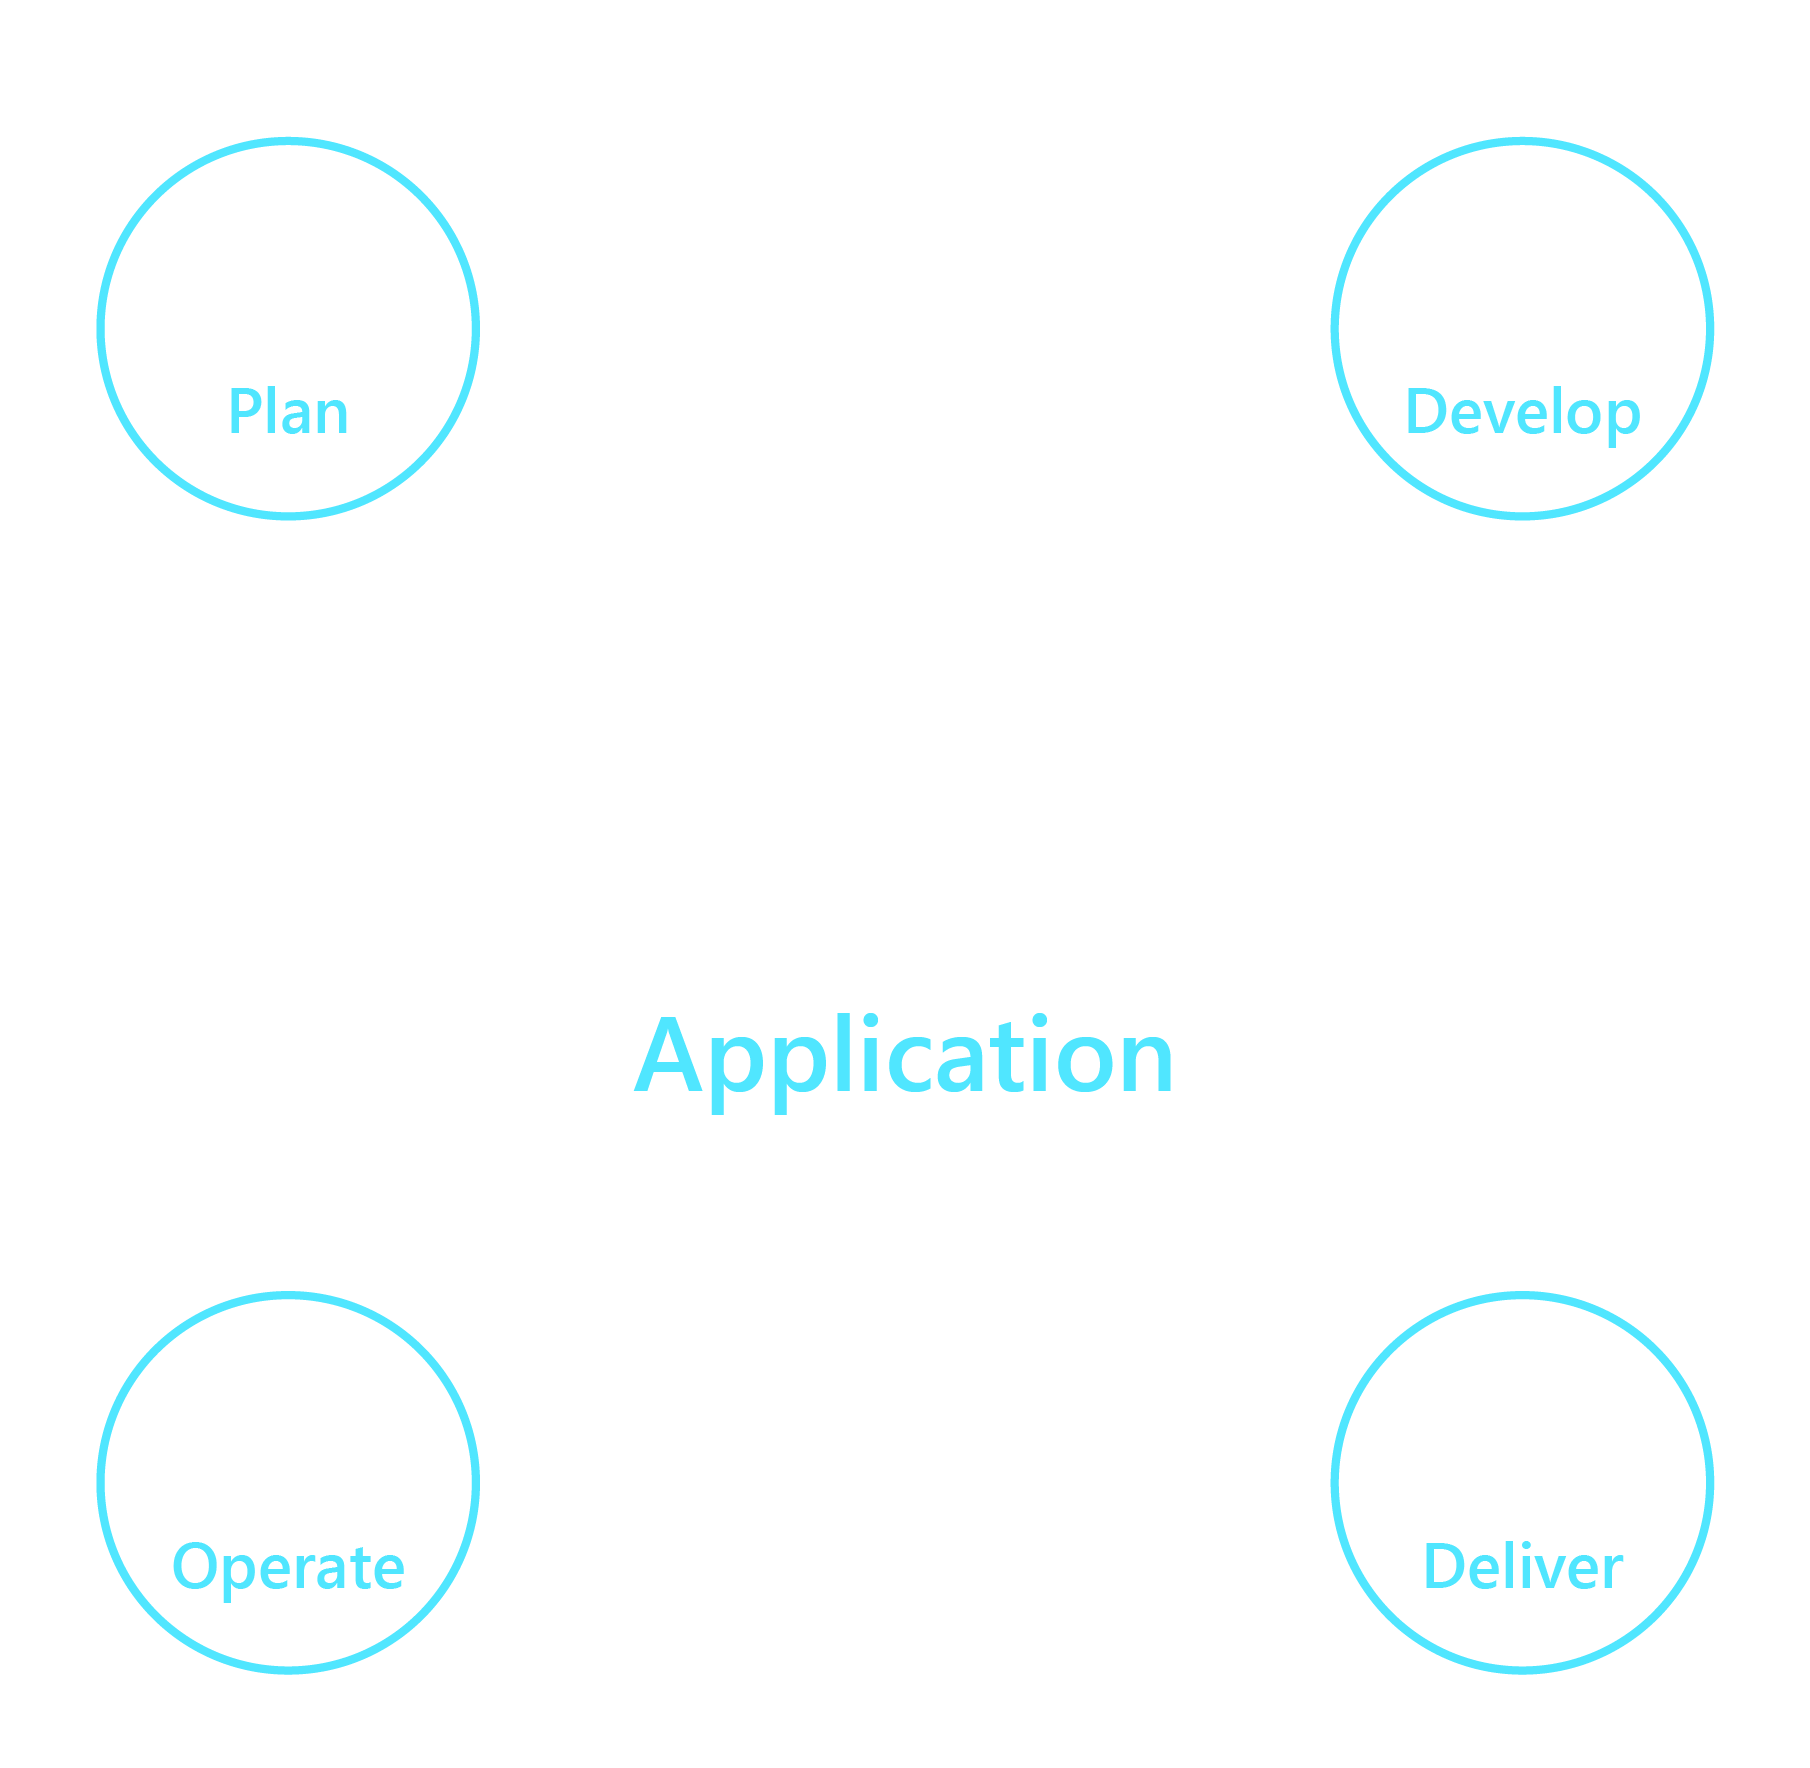 Plan
Develop
Application
Operate
Deliver